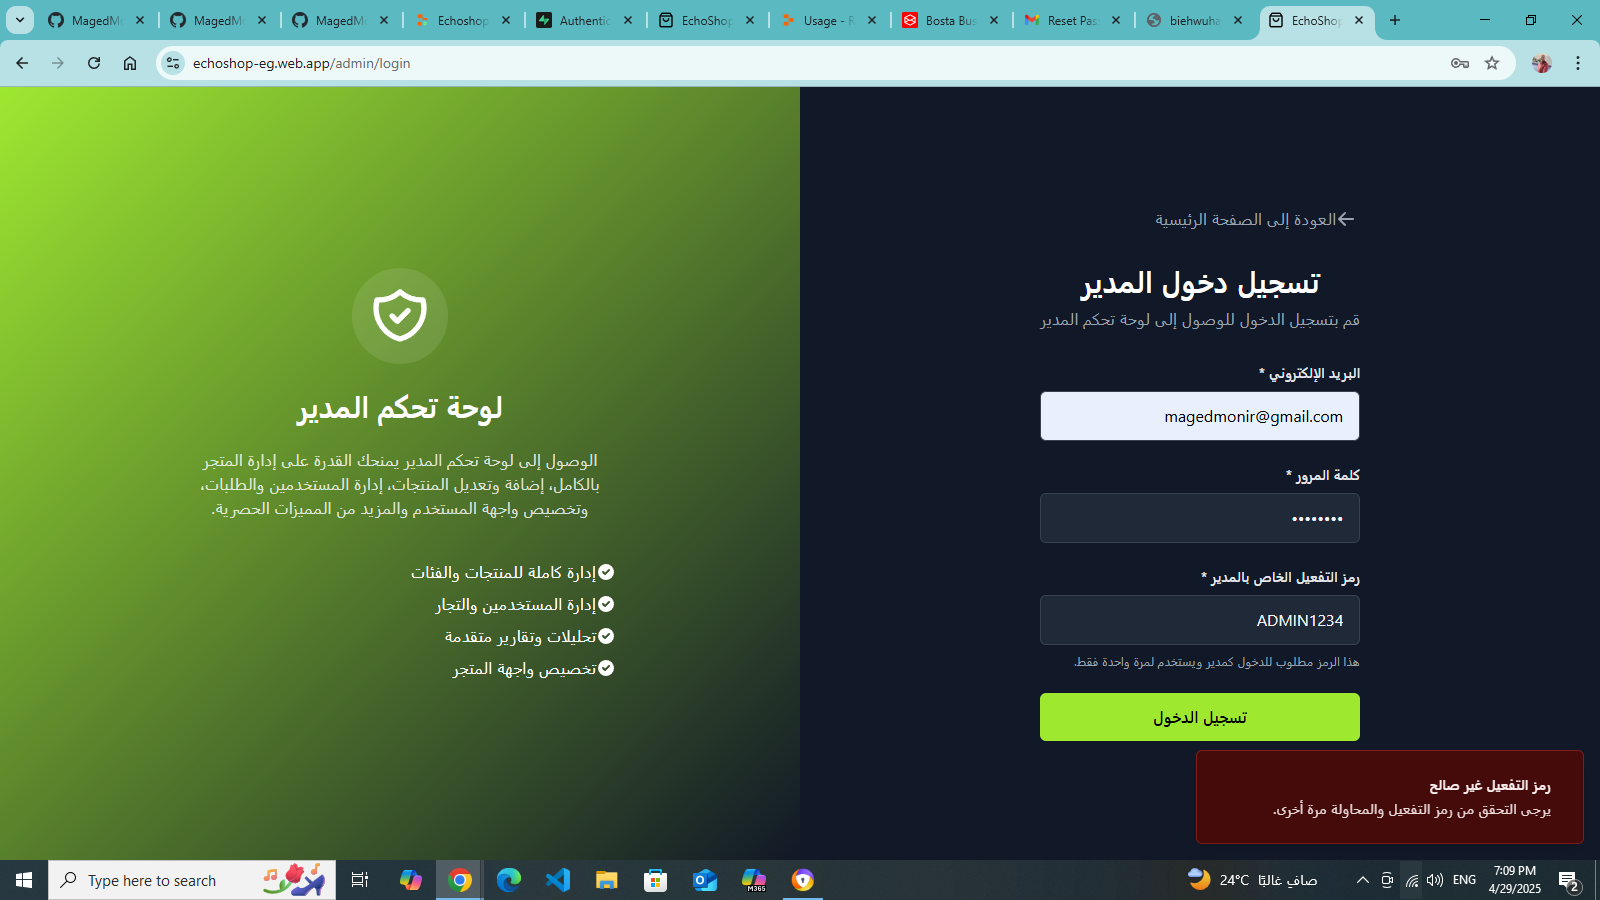 MagedMo
MagedMo
MagedMo
Echoshop
Authentic
EchoShop
Usage - R
Bosta Bus
Reset Pas
biehwuha
EchoShop
echoshop-eg.web.app/admin/login
العودة إلى الصفحة الرئيسية
تسجيل دخول المدير
قم بتسجيل الدخول للوصول إلى لوحة تحكم المدير
البريد الإلكتروني *
magedmonir@gmail.com
كلمة المرور *
••••••••
رمز التفعيل الخاص بالمدير *
ADMIN1234
هذا الرمز مطلوب للدخول كمدير ويستخدم لمرة واحدة فقط.
تسجيل الدخول
رمز التفعيل غير صالح
يرجى التحقق من رمز التفعيل والمحاولة مرة أخرى.
لوحة تحكم المدير
الوصول إلى لوحة تحكم المدير يمنحك القدرة على إدارة المتجر
بالكامل، إضافة وتعديل المنتجات، إدارة المستخدمين والطلبات،
وتخصيص واجهة المستخدم والمزيد من المميزات الحصرية.
إدارة كاملة للمنتجات والفئات
إدارة المستخدمين والتجار
تحليلات وتقارير متقدمة
تخصيص واجهة المتجر
Type here to search
M365
24°C صافٍ غالبًا
ENG
7:09 PM
4/29/2025
2